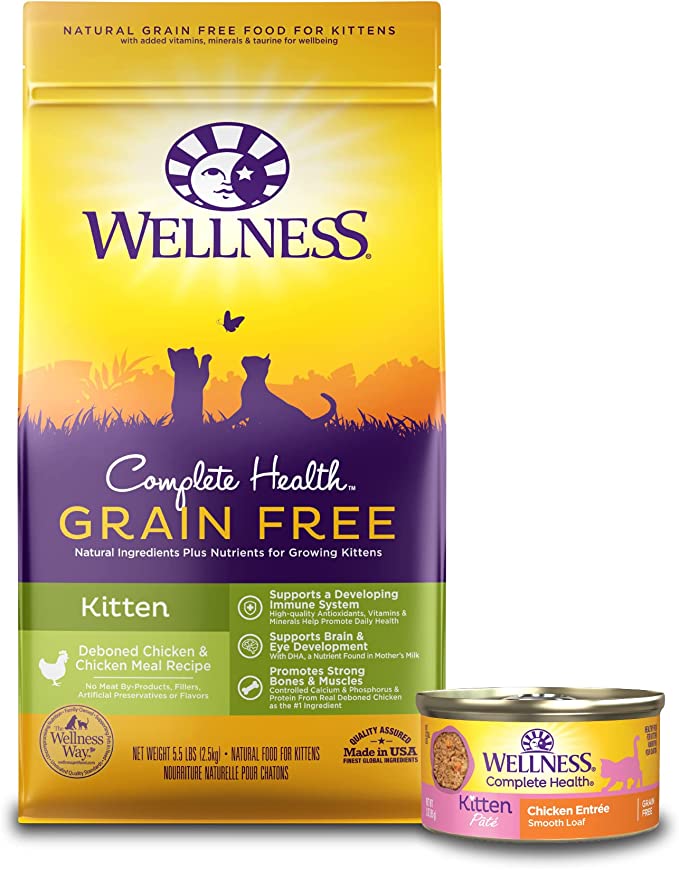 NATURAL GRAIN FREE FOOD FOR KITTENS
with added vitamins, minerals & taurine for wellbeing
WELLNESS®
Complete Health™
GRAIN FREE
Natural Ingredients Plus Nutrients for Growing Kittens
Kitten
Deboned Chicken &
Chicken Meal Recipe
No Meat By-Products, Fillers,
Artificial Preservatives or Flavors
Supports a Developing
Immune System
High-quality Antioxidants, Vitamins &
Minerals Help Promote Daily Health
Supports Brain &
Eye Development
With DHA, a Nutrient Found in Mother's Milk
Promotes Strong
Bones & Muscles
Controlled Calcium & Phosphorus &
Protein From Real Deboned Chicken
as the #1 Ingredient
The
Wellness
Way.
NET WEIGHT 5.5 LBS (2.5kg) • NATURAL FOOD FOR KITTENS
NOURRITURE NATURELLE POUR CHATONS
QUALITY ASSURED
Made in USA
FINEST GLOBAL INGREDIENTS
WELLNESS®
Complete Health®
Kitten
Pâté
Chicken Entrée
Smooth Loaf
GRAIN
FREE